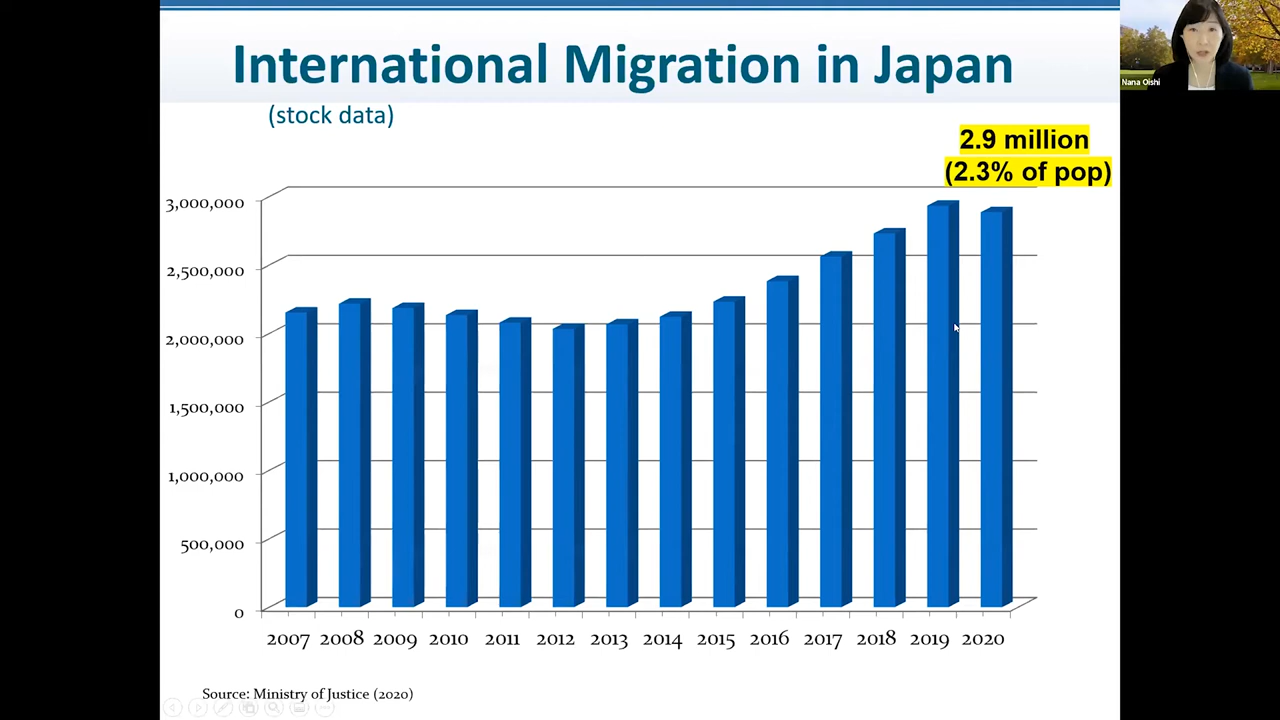 International Migration in Japan
(stock data)
Nana Oishi
2.9 million
(2.3% of pop)
3,000,000
2,500,000
2,000,000
1,500,000
1,000,000
500,000
0
2007 2008 2009 2010 2011 2012 2013 2014 2015 2016 2017 2018 2019 2020
Source: Ministry of Justice (2020)